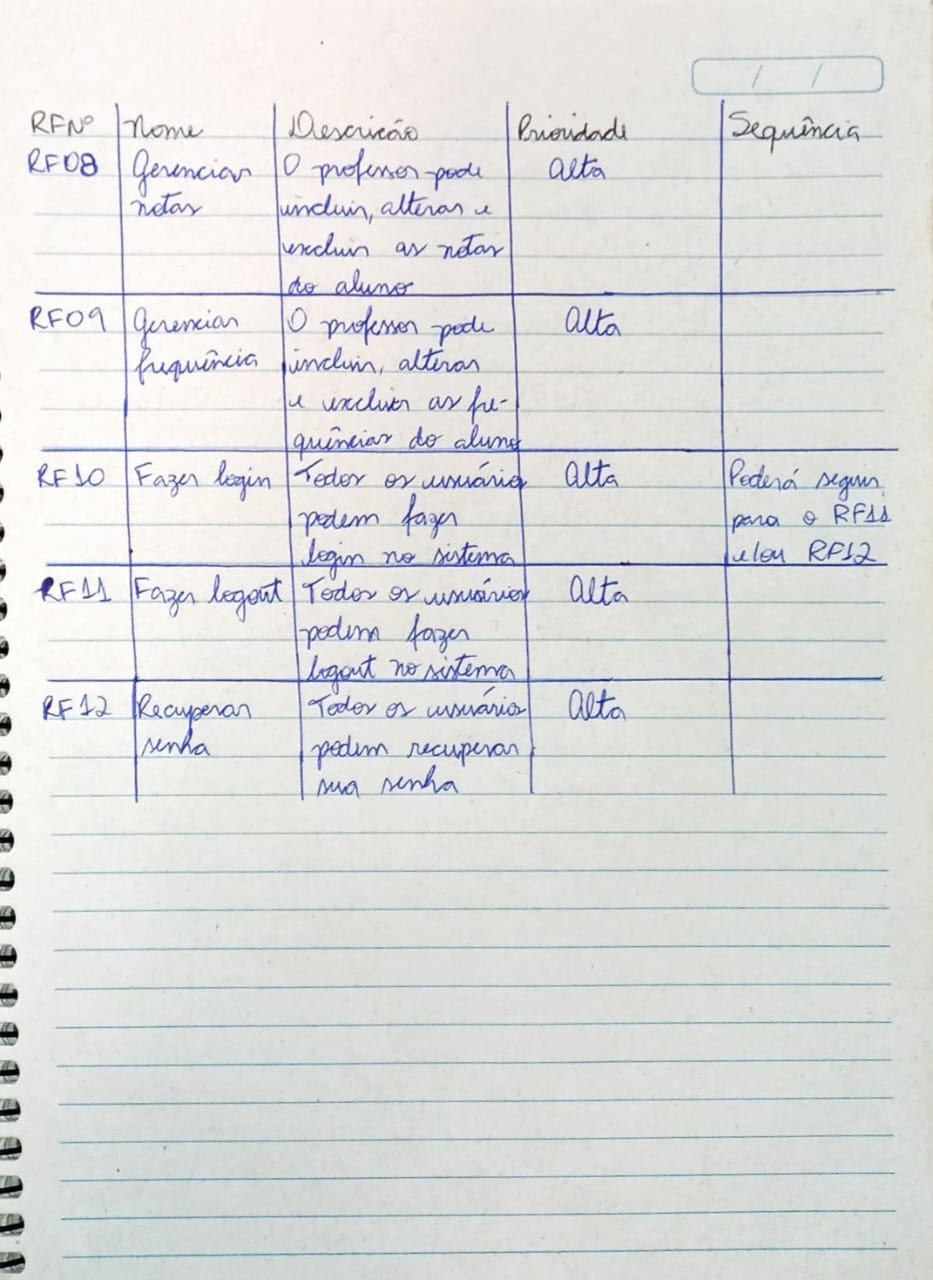 RFNº Nome Descrição Prioridade Sequência
RF08 Gerenciar O professor pode Alta
notas incluir, alterar e
excluir as notas
do aluno
RF09 Gerenciar O professor pode Alta
frequência incluir, alterar
e excluir as fre-
quências do aluno
RF10 Fazer login Todos os usuários Alta Poderá seguir
podem fazer para o RF11
login no sistema e/ou RF12
RF11 Fazer logout Todos os usuários Alta
podem fazer
logout no sistema
RF12 Recuperar Todos os usuários Alta
senha podem recuperar
sua senha